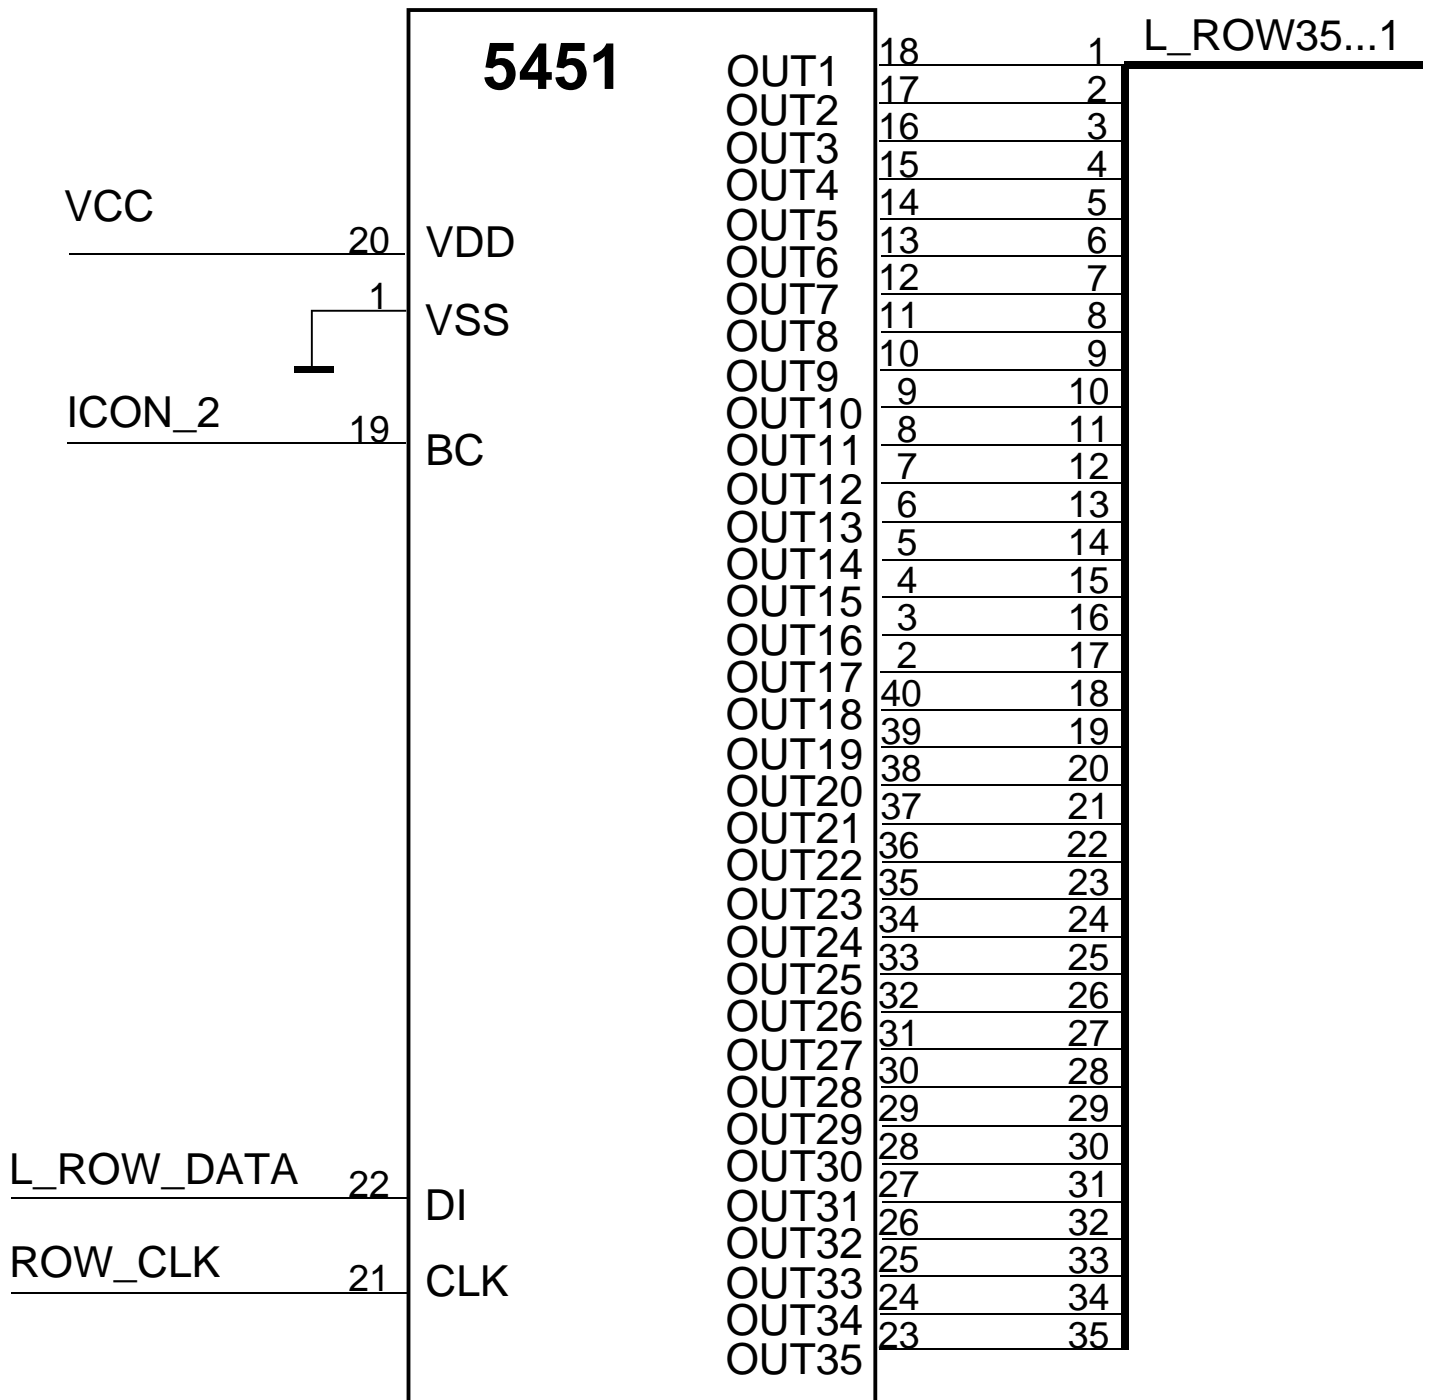 L_ROW35...1
5451
OUT1 18 1
OUT2 17 2
OUT3 16 3
OUT4 15 4
VCC
OUT5 14 5
20 VDD
OUT6 13 6
OUT7 12 7
1 VSS
OUT8 11 8
OUT9 10 9
ICON_2
OUT10 9 10
19 BC
OUT11 8 11
OUT12 7 12
OUT13 6 13
OUT14 5 14
OUT15 4 15
OUT16 3 16
OUT17 2 17
OUT18 40 18
OUT19 39 19
OUT20 38 20
OUT21 37 21
OUT22 36 22
OUT23 35 23
OUT24 34 24
OUT25 33 25
OUT26 32 26
OUT27 31 27
OUT28 30 28
OUT29 29 29
OUT30 28 30
L_ROW_DATA 22 DI
OUT31 27 31
OUT32 26 32
ROW_CLK 21 CLK
OUT33 25 33
OUT34 24 34
OUT35 23 35